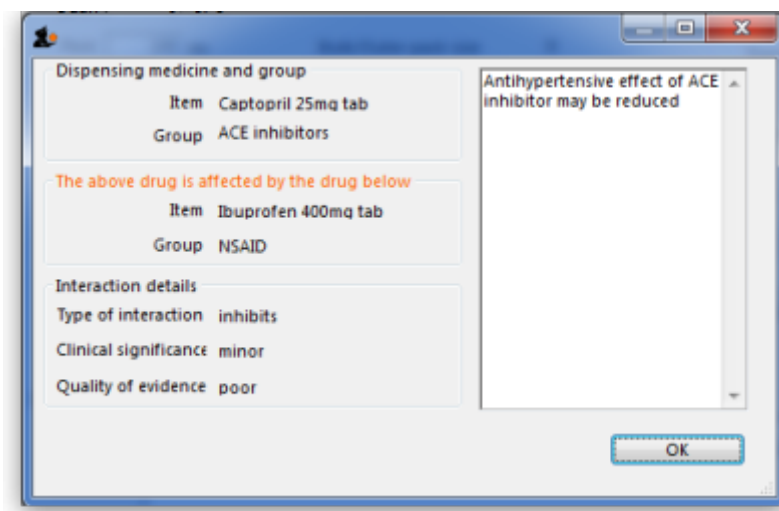 Dispensing medicine and group
Item Captopril 25mg tab
Group ACE inhibitors
The above drug is affected by the drug below
Item Ibuprofen 400mg tab
Group NSAID
Interaction details
Type of interaction inhibits
Clinical significance minor
Quality of evidence poor
Antihypertensive effect of ACE
inhibitor may be reduced
OK